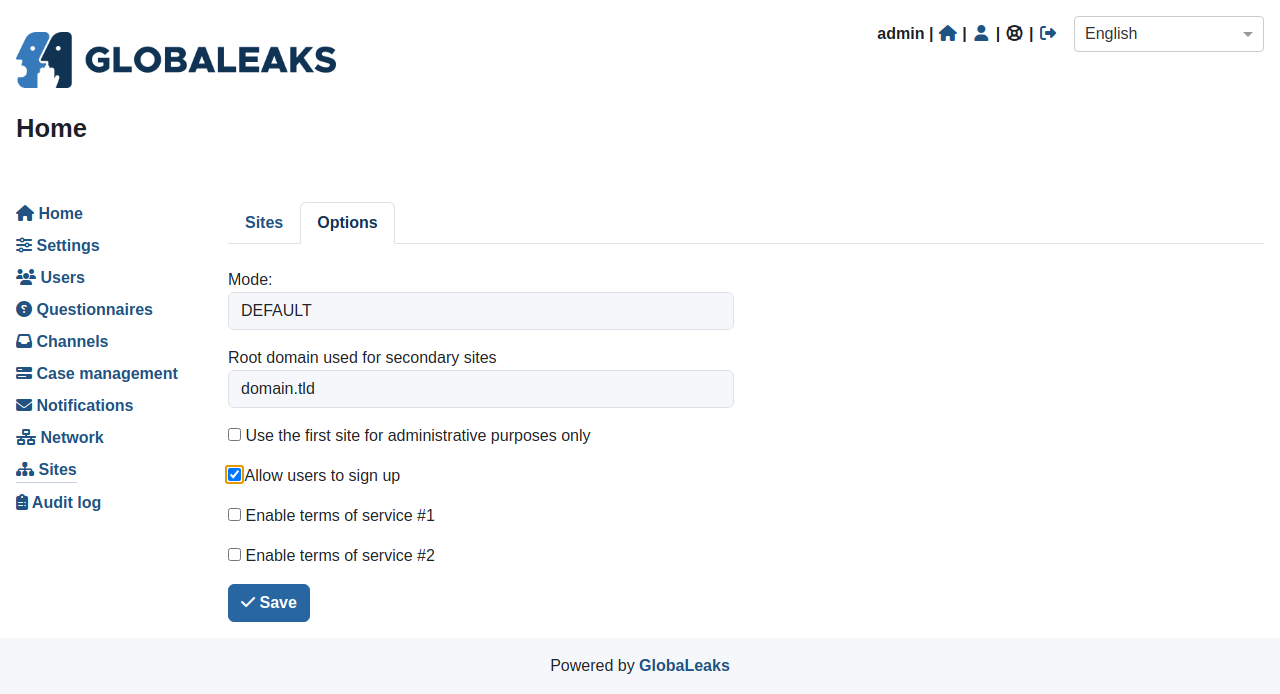 GLOBALEAKS
admin | | | |
English
Home
Home
Settings
Users
Questionnaires
Channels
Case management
Notifications
Network
Sites
Audit log
Sites
Options
Mode:
DEFAULT
Root domain used for secondary sites
domain.tld
Use the first site for administrative purposes only
Allow users to sign up
Enable terms of service #1
Enable terms of service #2
Save
Powered by GlobaLeaks